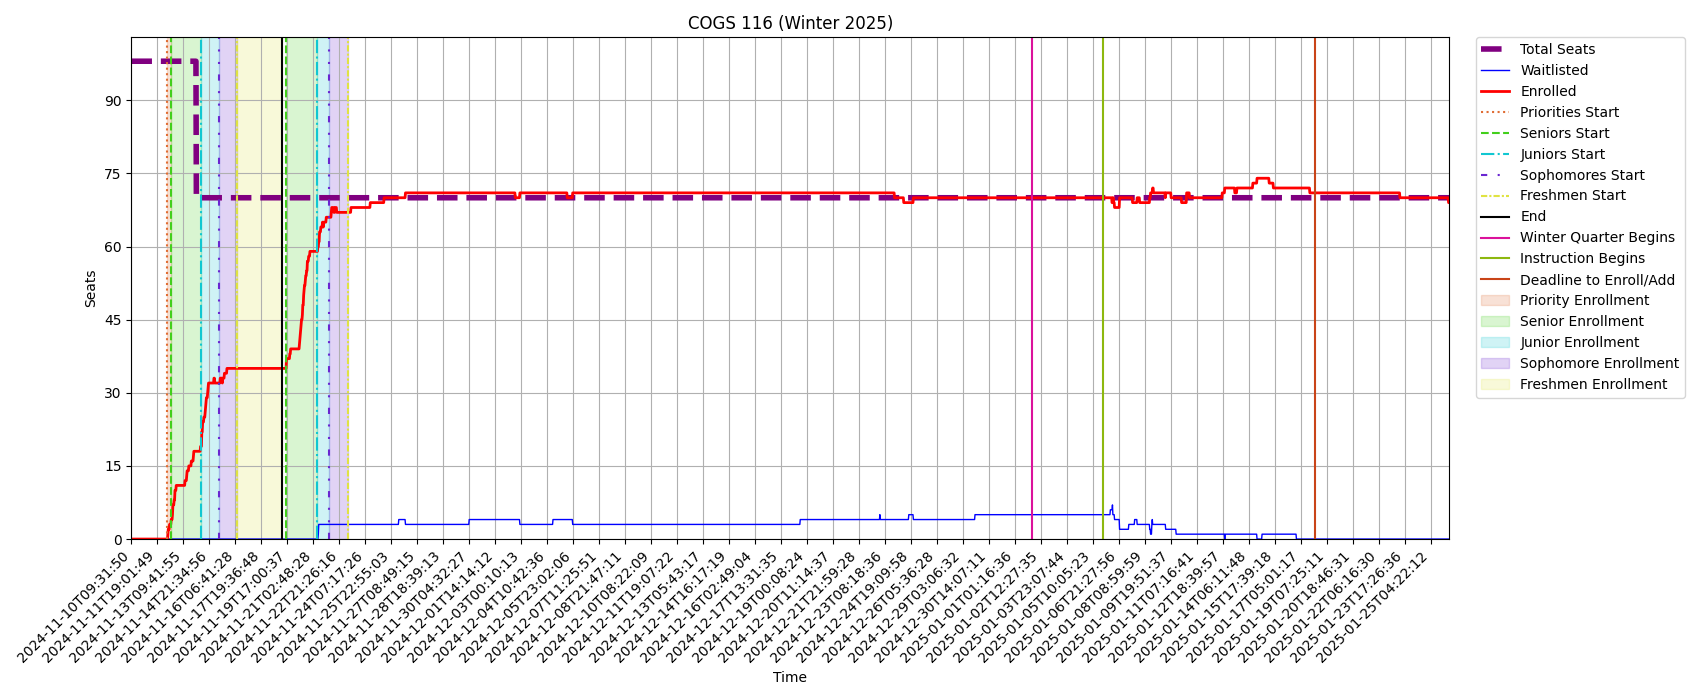 COGS 116 (Winter 2025)
Seats
90
75
60
45
30
15
0
2024-11-10T09:31:50
2024-11-11T19:01:49
2024-11-13T09:41:55
2024-11-14T21:34:56
2024-11-16T06:41:28
2024-11-17T19:36:48
2024-11-19T17:00:37
2024-11-21T02:48:28
2024-11-22T21:26:16
2024-11-24T07:17:26
2024-11-25T22:55:03
2024-11-27T08:49:15
2024-11-28T18:39:13
2024-11-30T04:32:27
2024-12-01T14:14:12
2024-12-03T00:10:13
2024-12-04T10:42:36
2024-12-05T23:02:06
2024-12-07T11:25:51
2024-12-08T21:47:11
2024-12-10T08:22:09
2024-12-11T19:07:22
2024-12-13T05:43:17
2024-12-14T16:17:19
2024-12-16T02:49:04
2024-12-17T13:31:35
2024-12-19T00:08:24
2024-12-20T11:14:37
2024-12-21T21:59:28
2024-12-23T08:18:36
2024-12-24T19:09:58
2024-12-26T05:36:28
2024-12-29T03:06:32
2024-12-30T14:07:11
2025-01-01T01:16:36
2025-01-02T12:27:35
2025-01-03T23:07:44
2025-01-05T10:05:23
2025-01-06T21:27:56
2025-01-08T08:59:59
2025-01-09T19:51:37
2025-01-11T07:16:41
2025-01-12T18:39:57
2025-01-14T06:11:48
2025-01-15T17:39:18
2025-01-17T05:01:17
2025-01-19T07:25:11
2025-01-20T18:46:31
2025-01-22T06:16:30
2025-01-23T17:26:36
2025-01-25T04:22:12
Time
Total Seats
Waitlisted
Enrolled
Priorities Start
Seniors Start
Juniors Start
Sophomores Start
Freshmen Start
End
Winter Quarter Begins
Instruction Begins
Deadline to Enroll/Add
Priority Enrollment
Senior Enrollment
Junior Enrollment
Sophomore Enrollment
Freshmen Enrollment